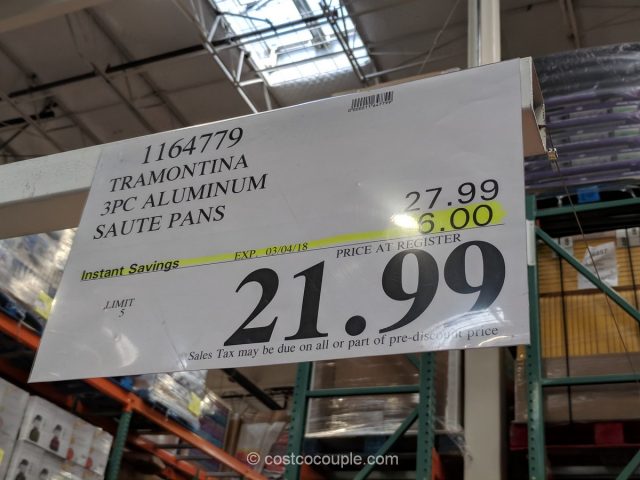 1164779
TRAMONTINA
3PC ALUMINUM
SAUTE PANS
27.99
6.00
Instant Savings
EXP. 03/04/18
PRICE AT REGISTER
LIMIT
5
21.99
Sales Tax may be due on all or part of pre-discount price
© costcocouple.com